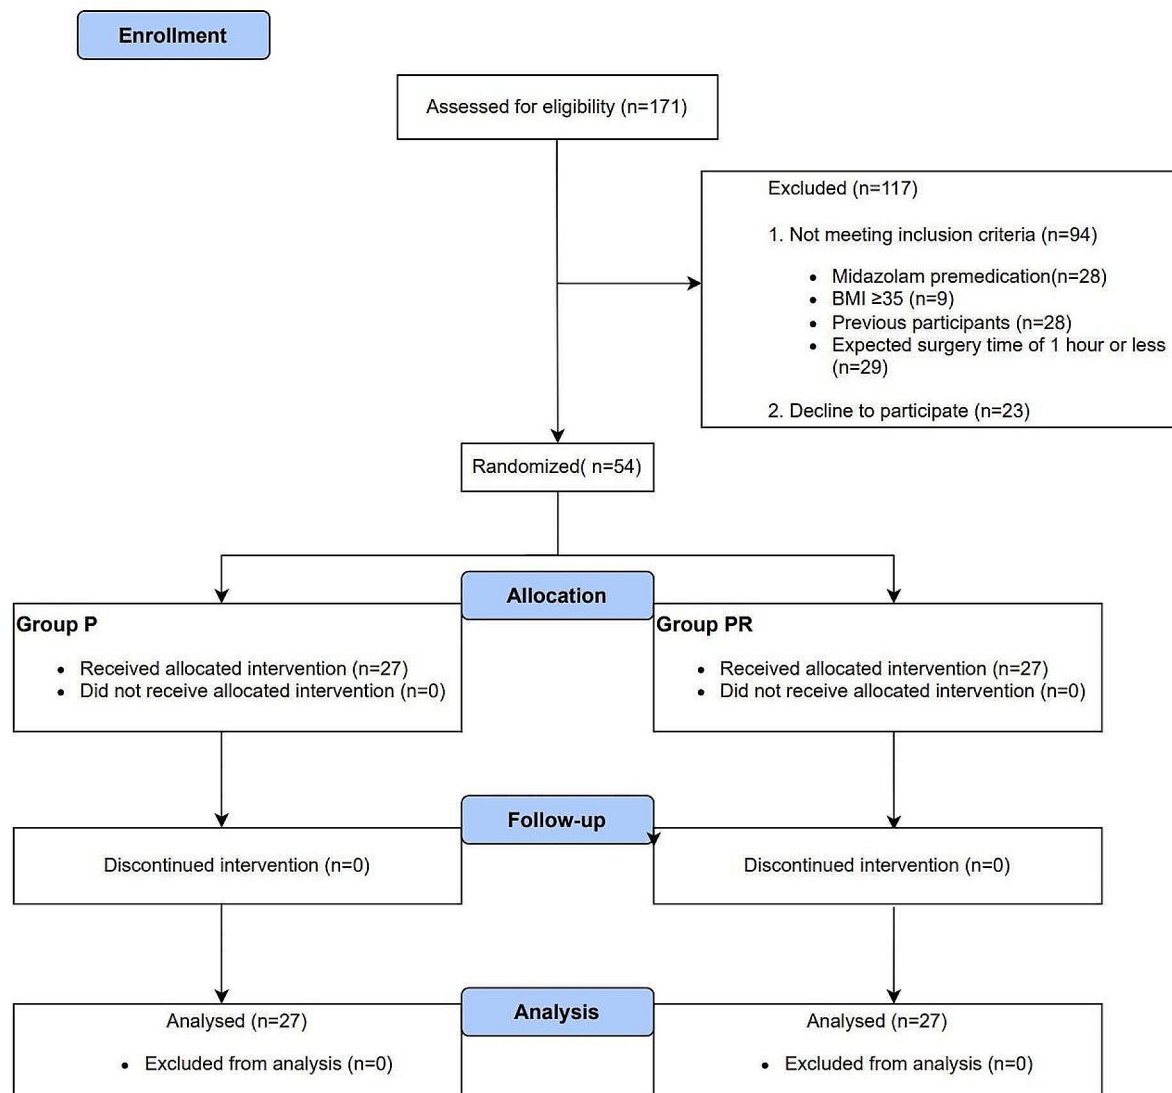 Enrollment
Assessed for eligibility (n=171)
Excluded (n=117)
1. Not meeting inclusion criteria (n=94)
• Midazolam premedication(n=28)
• BMI ≥35 (n=9)
• Previous participants (n=28)
• Expected surgery time of 1 hour or less
(n=29)
2. Decline to participate (n=23)
Randomized( n=54)
Allocation
Group P
• Received allocated intervention (n=27)
• Did not receive allocated intervention (n=0)
Group PR
• Received allocated intervention (n=27)
• Did not receive allocated intervention (n=0)
Follow-up
Discontinued intervention (n=0)
Discontinued intervention (n=0)
Analysis
Analysed (n=27)
• Excluded from analysis (n=0)
Analysed (n=27)
• Excluded from analysis (n=0)